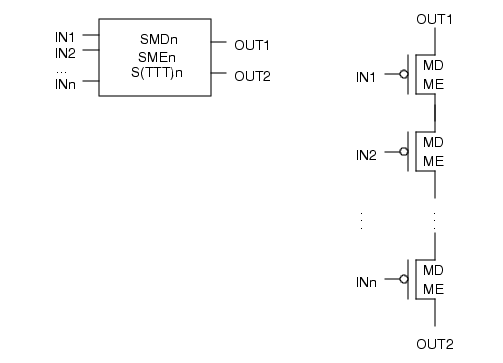 IN1
IN2
...
INn
SMDn
SMEn
S(TTT)n
OUT1
OUT2
OUT1
IN1
MD
ME
IN2
MD
ME
...
...
INn
MD
ME
OUT2